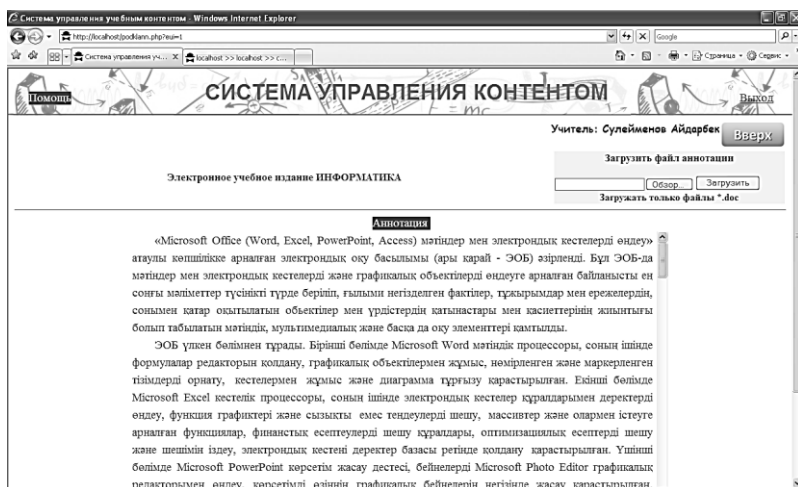 Система управления учебным контентом - Windows Internet Explorer
http://localhost/podklann.php?eui=1
Google
Система управления уч... X localhost >> localhost >> c...
Страница Сервис
Помощь
СИСТЕМА УПРАВЛЕНИЯ КОНТЕНТОМ
Выход
Учитель: Сулейменов Айдарбек
Вверх
Загрузить файл аннотации
Электронное учебное издание ИНФОРМАТИКА
Обзор... Загрузить
Загружать только файлы *.doc
Аннотация
«Microsoft Office (Word, Excel, PowerPoint, Access) мәтіндер мен электрондық кестелерді өңдеу»
атаулы көпшілікке арналған электрондық оқу басылымы (ары қарай - ЭОБ) әзірленді. Бұл ЭОБ-да
мәтіндер мен электрондық кестелерді және графикалық объектілерді өңдеуге арналған байланысты ең
соңғы мәліметтер түсінікті түрде беріліп, ғылыми негізделген фактілер, тұжырымдар мен ережелердің,
сонымен қатар оқытылатын объектілер мен үрдістердің қатынастары мен қасиеттерінің жиынтығы
болып табылатын мәтіндік, мультимедиалық және басқа да оқу элементтері қамтылды.
ЭОБ үлкен бөлімнен тұрады. Бірінші бөлімде Microsoft Word мәтіндік процессоры, соның ішінде
формулалар редакторын қолдану, графикалық объектілермен жұмыс, нөмірленген және маркерленген
тізімдерді орнату, кестелермен жұмыс және диаграмма тұрғызу қарастырылған. Екінші бөлімде
Microsoft Excel кестелік процессоры, соның ішінде электрондық кестелер құралдарымен деректерді
өңдеу, функция графиктері және сызықты емес теңдеулерді шешу, массивтер және олармен істеуге
арналған функциялар, финанстық есептеулерді шешу құралдары, оптимизациялық есептерді шешу
және шешімін іздеу, электрондық кестені деректер базасы ретінде қолдану қарастырылған. Үшінші
бөлімде Microsoft PowerPoint көрсетім жасау дестесі, бейнелерді Microsoft Photo Editor графикалық
редакторымен өңдеу, көрсетімді өзінің графикалық бейнелерін негізінде жасау қарастырылған.